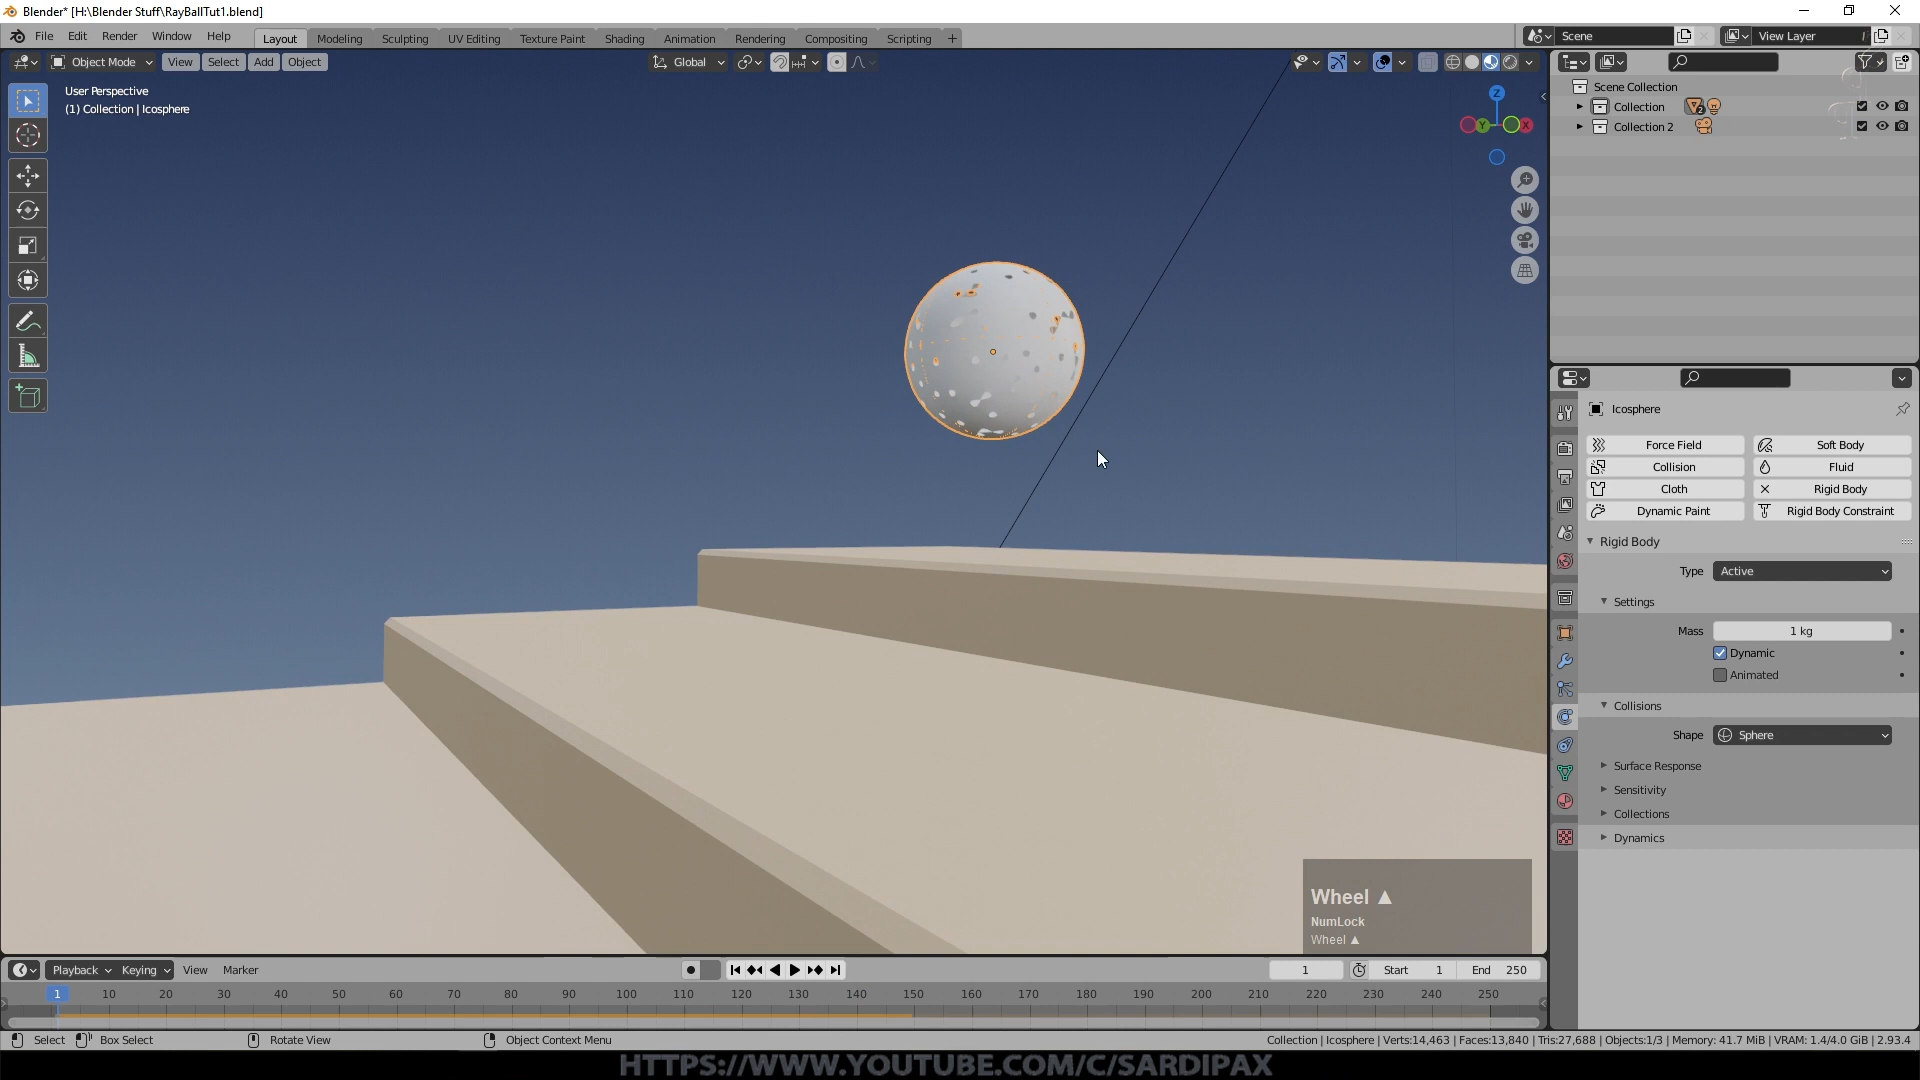 Blender* [H:\Blender Stuff\RayBallTut1.blend]
File Edit Render Window Help Layout Modeling Sculpting UV Editing Texture Paint Shading Animation Rendering Compositing Scripting + Scene View Layer
Object Mode View Select Add Object Global
User Perspective
(1) Collection | Icosphere
Z
Y X
Scene Collection
Collection 2
Collection 2
Icosphere
Force Field Soft Body
Collision Fluid
Cloth Rigid Body
Dynamic Paint Rigid Body Constraint
Rigid Body
Type Active
Settings
Mass 1 kg
Dynamic
Animated
Collisions
Shape Sphere
Surface Response
Sensitivity
Collections
Dynamics
Wheel ▲
NumLock
Wheel ▲
Playback Keying View Marker 1 Start 1 End 250
1 10 20 30 40 50 60 70 80 90 100 110 120 130 140 150 160 170 180 190 200 210 220 230 240 250
Select Box Select Rotate View Object Context Menu Collection | Icosphere | Verts:14,463 | Faces:13,840 | Tris:27,688 | Objects:1/3 | Memory: 41.7 MiB | VRAM: 1.4/4.0 GiB | 2.93.4
HTTPS://WWW.YOUTUBE.COM/C/SARDIPAX